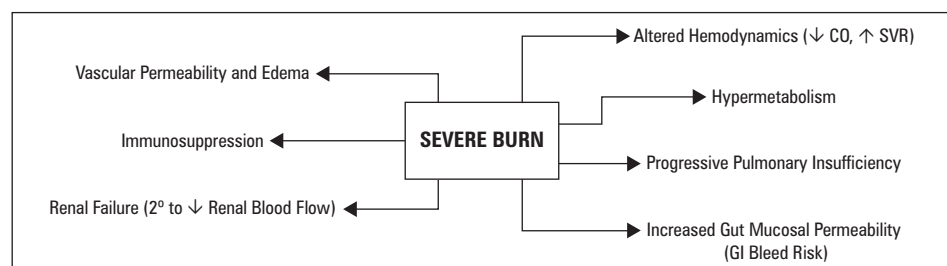 Altered Hemodynamics (↓ CO, ↑ SVR)
Vascular Permeability and Edema
Hypermetabolism
Immunosuppression
SEVERE BURN
Progressive Pulmonary Insufficiency
Renal Failure (2º to ↓ Renal Blood Flow)
Increased Gut Mucosal Permeability
(GI Bleed Risk)